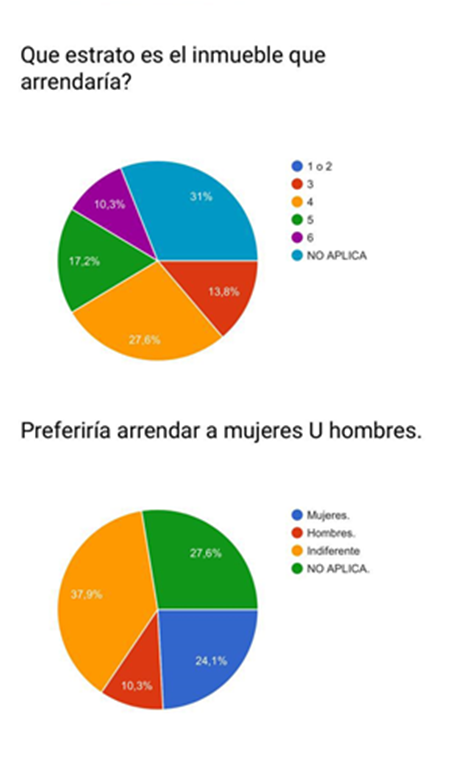 Que estrato es el inmueble que
arrendaría?
1 o 2
3
4
5
6
NO APLICA
31%
10,3%
17,2%
13,8%
27,6%
Preferiría arrendar a mujeres U hombres.
Mujeres.
Hombres.
Indiferente
NO APLICA.
27,6%
37,9%
24,1%
10,3%